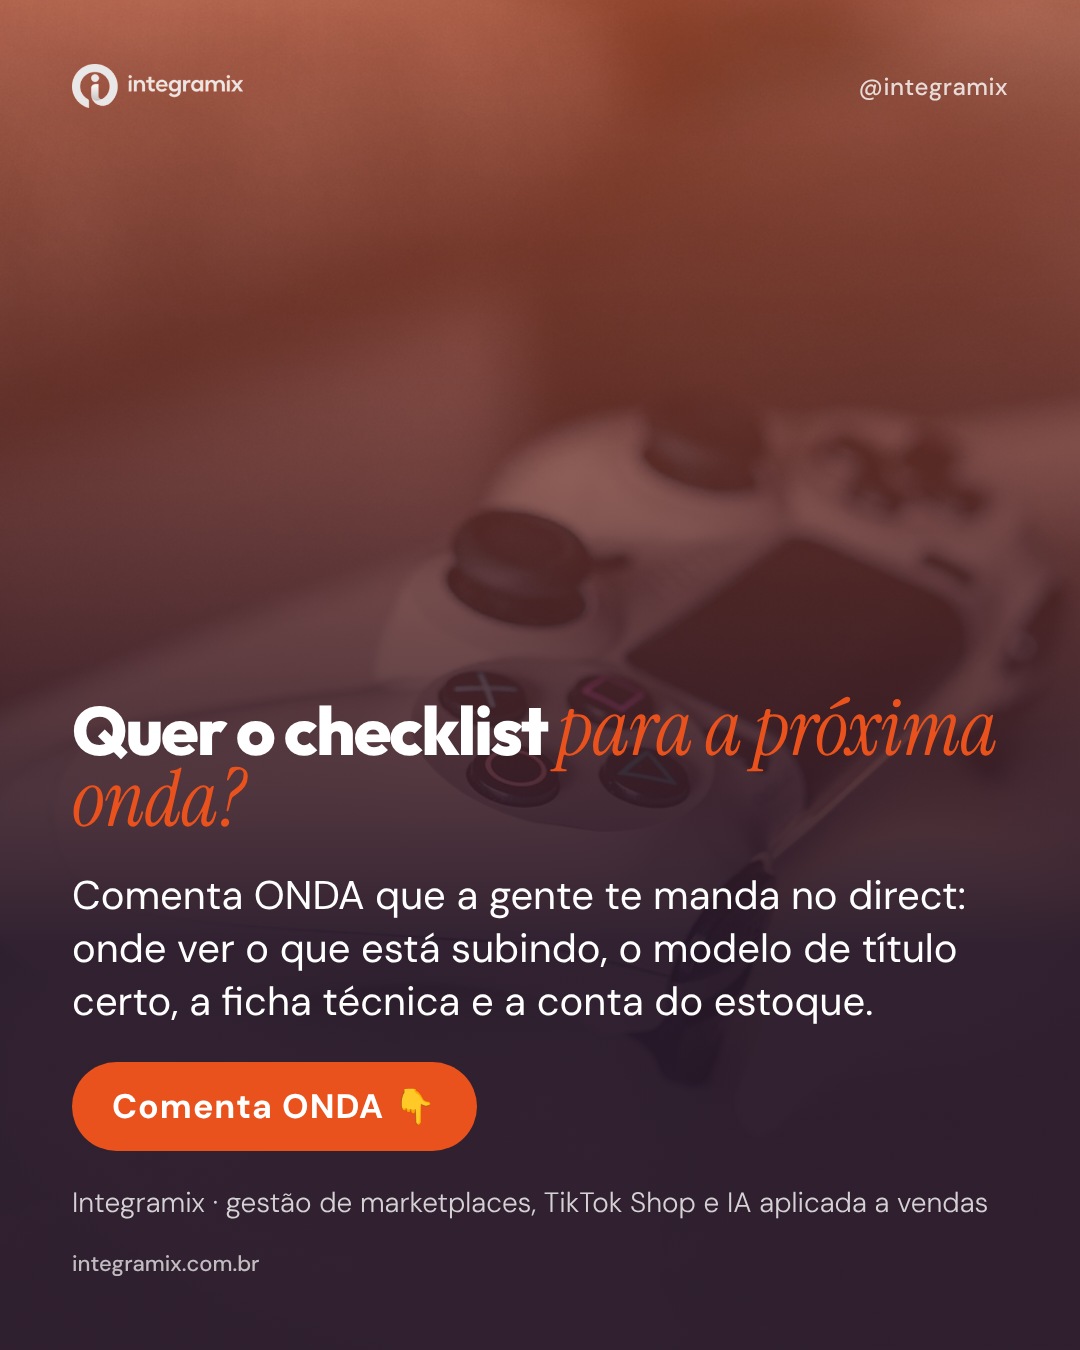 integramix
@integramix
Quer o checklist para a próxima
onda?
Comenta ONDA que a gente te manda no direct:
onde ver o que está subindo, o modelo de título
certo, a ficha técnica e a conta do estoque.
Comenta ONDA 👇
Integramix · gestão de marketplaces, TikTok Shop e IA aplicada a vendas
integramix.com.br